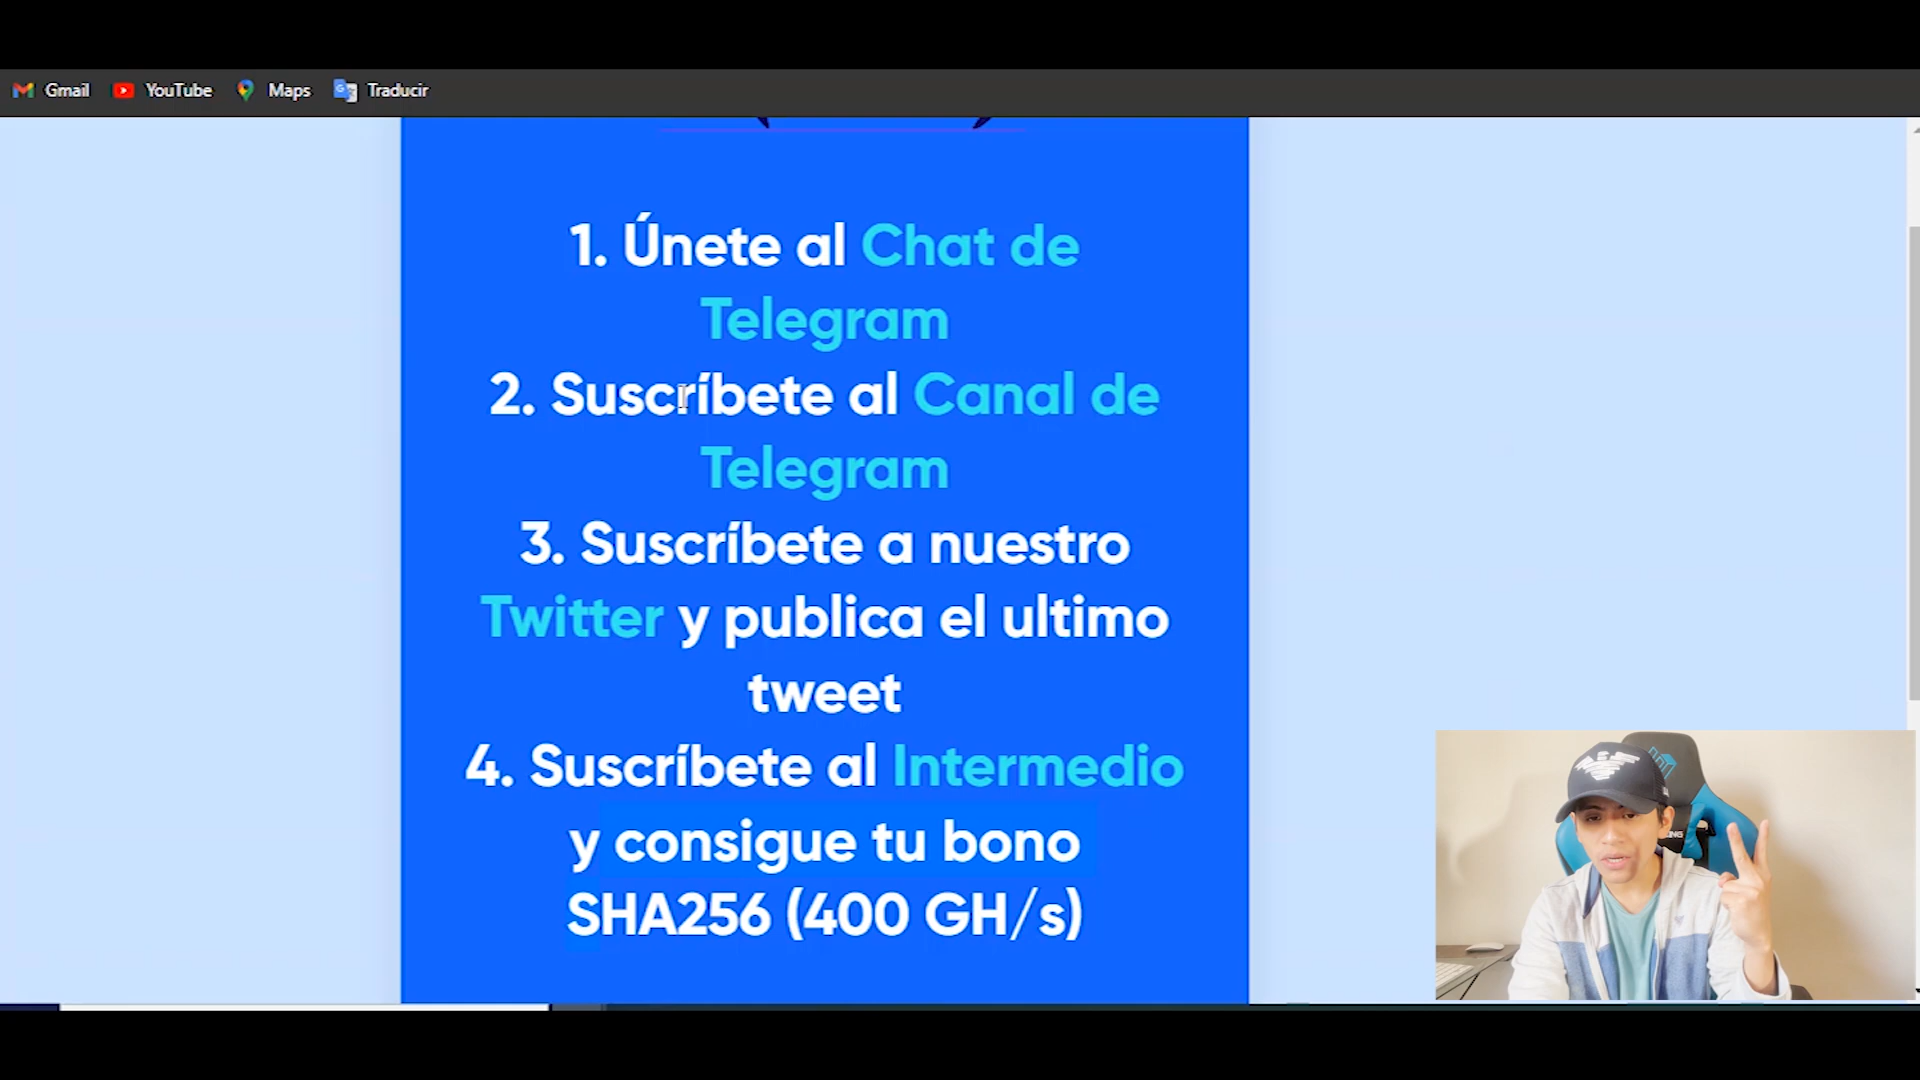 Gmail YouTube Maps Traducir
1. Únete al Chat de
Telegram
2. Suscríbete al Canal de
Telegram
3. Suscríbete a nuestro
Twitter y publica el ultimo
tweet
4. Suscríbete al Intermedio
y consigue tu bono
SHA256 (400 GH/s)